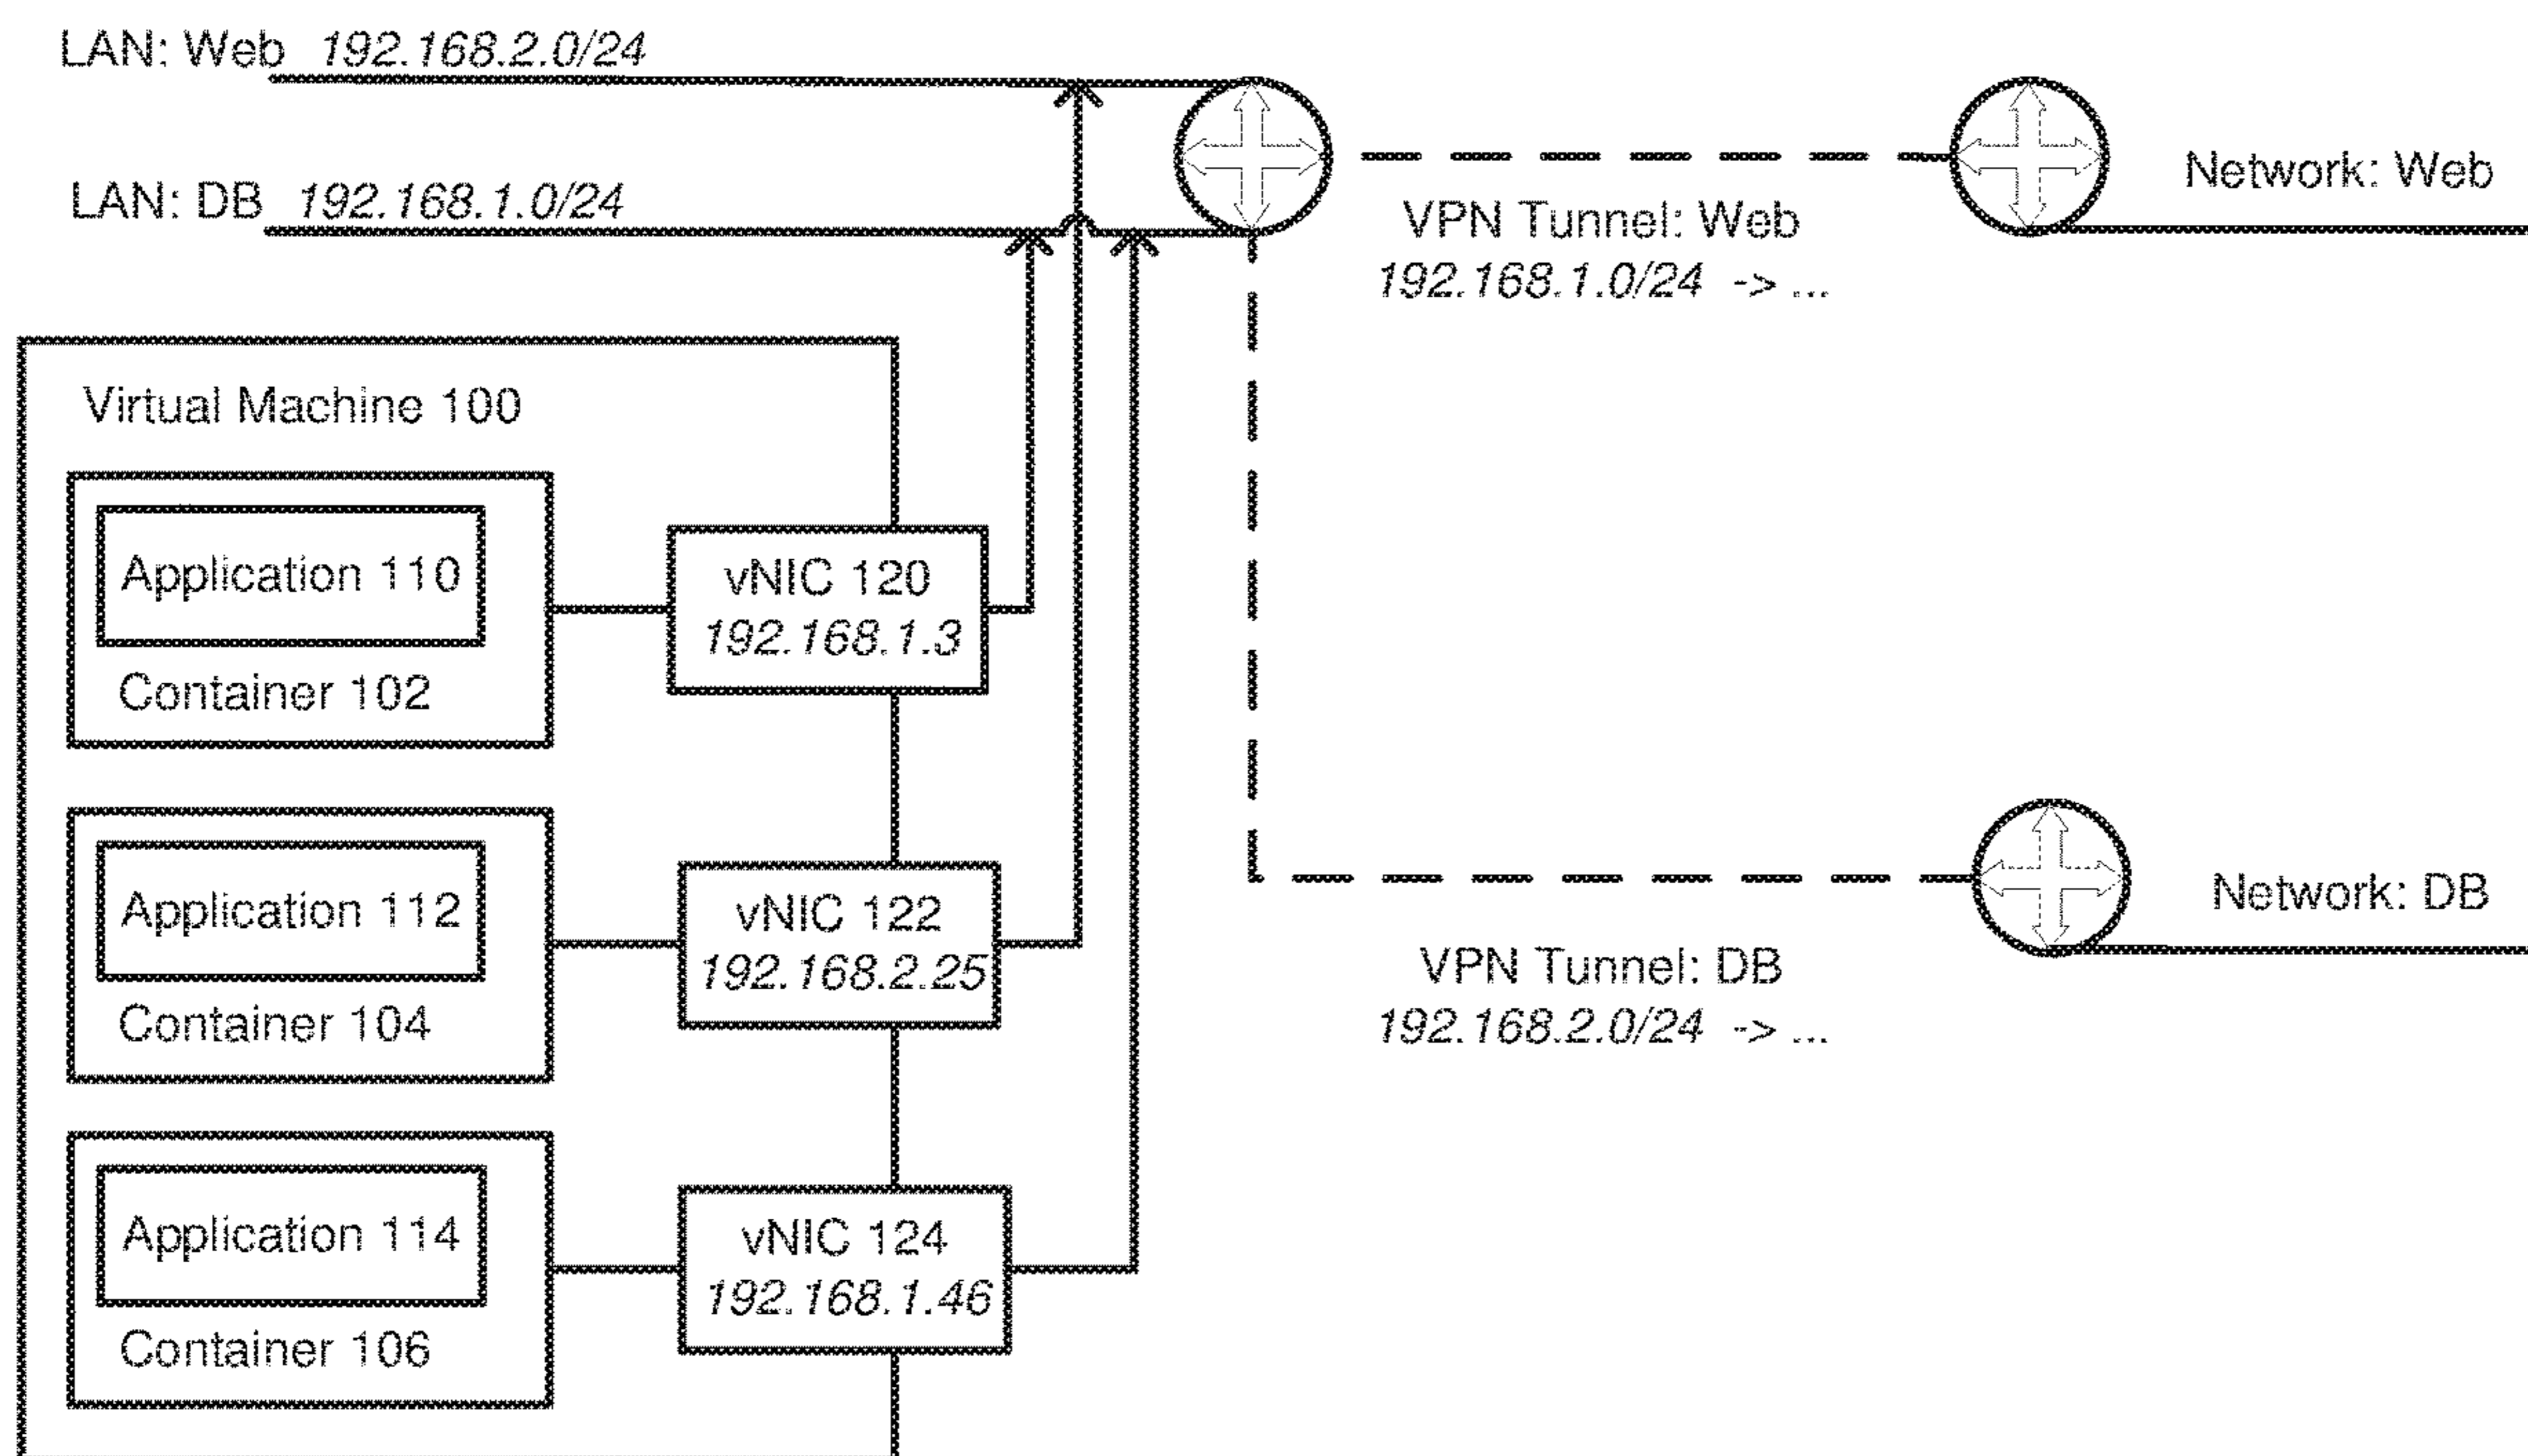 LAN: Web 192.168.2.0/24
LAN: DB 192.168.1.0/24
Network: Web
VPN Tunnel: Web
192.168.1.0/24 -> ...
Virtual Machine 100
Application 110
Container 102
vNIC 120
192.168.1.3
Application 112
Container 104
vNIC 122
192.168.2.25
Network: DB
VPN Tunnel: DB
192.168.2.0/24 -> ...
Application 114
Container 106
vNIC 124
192.168.1.46